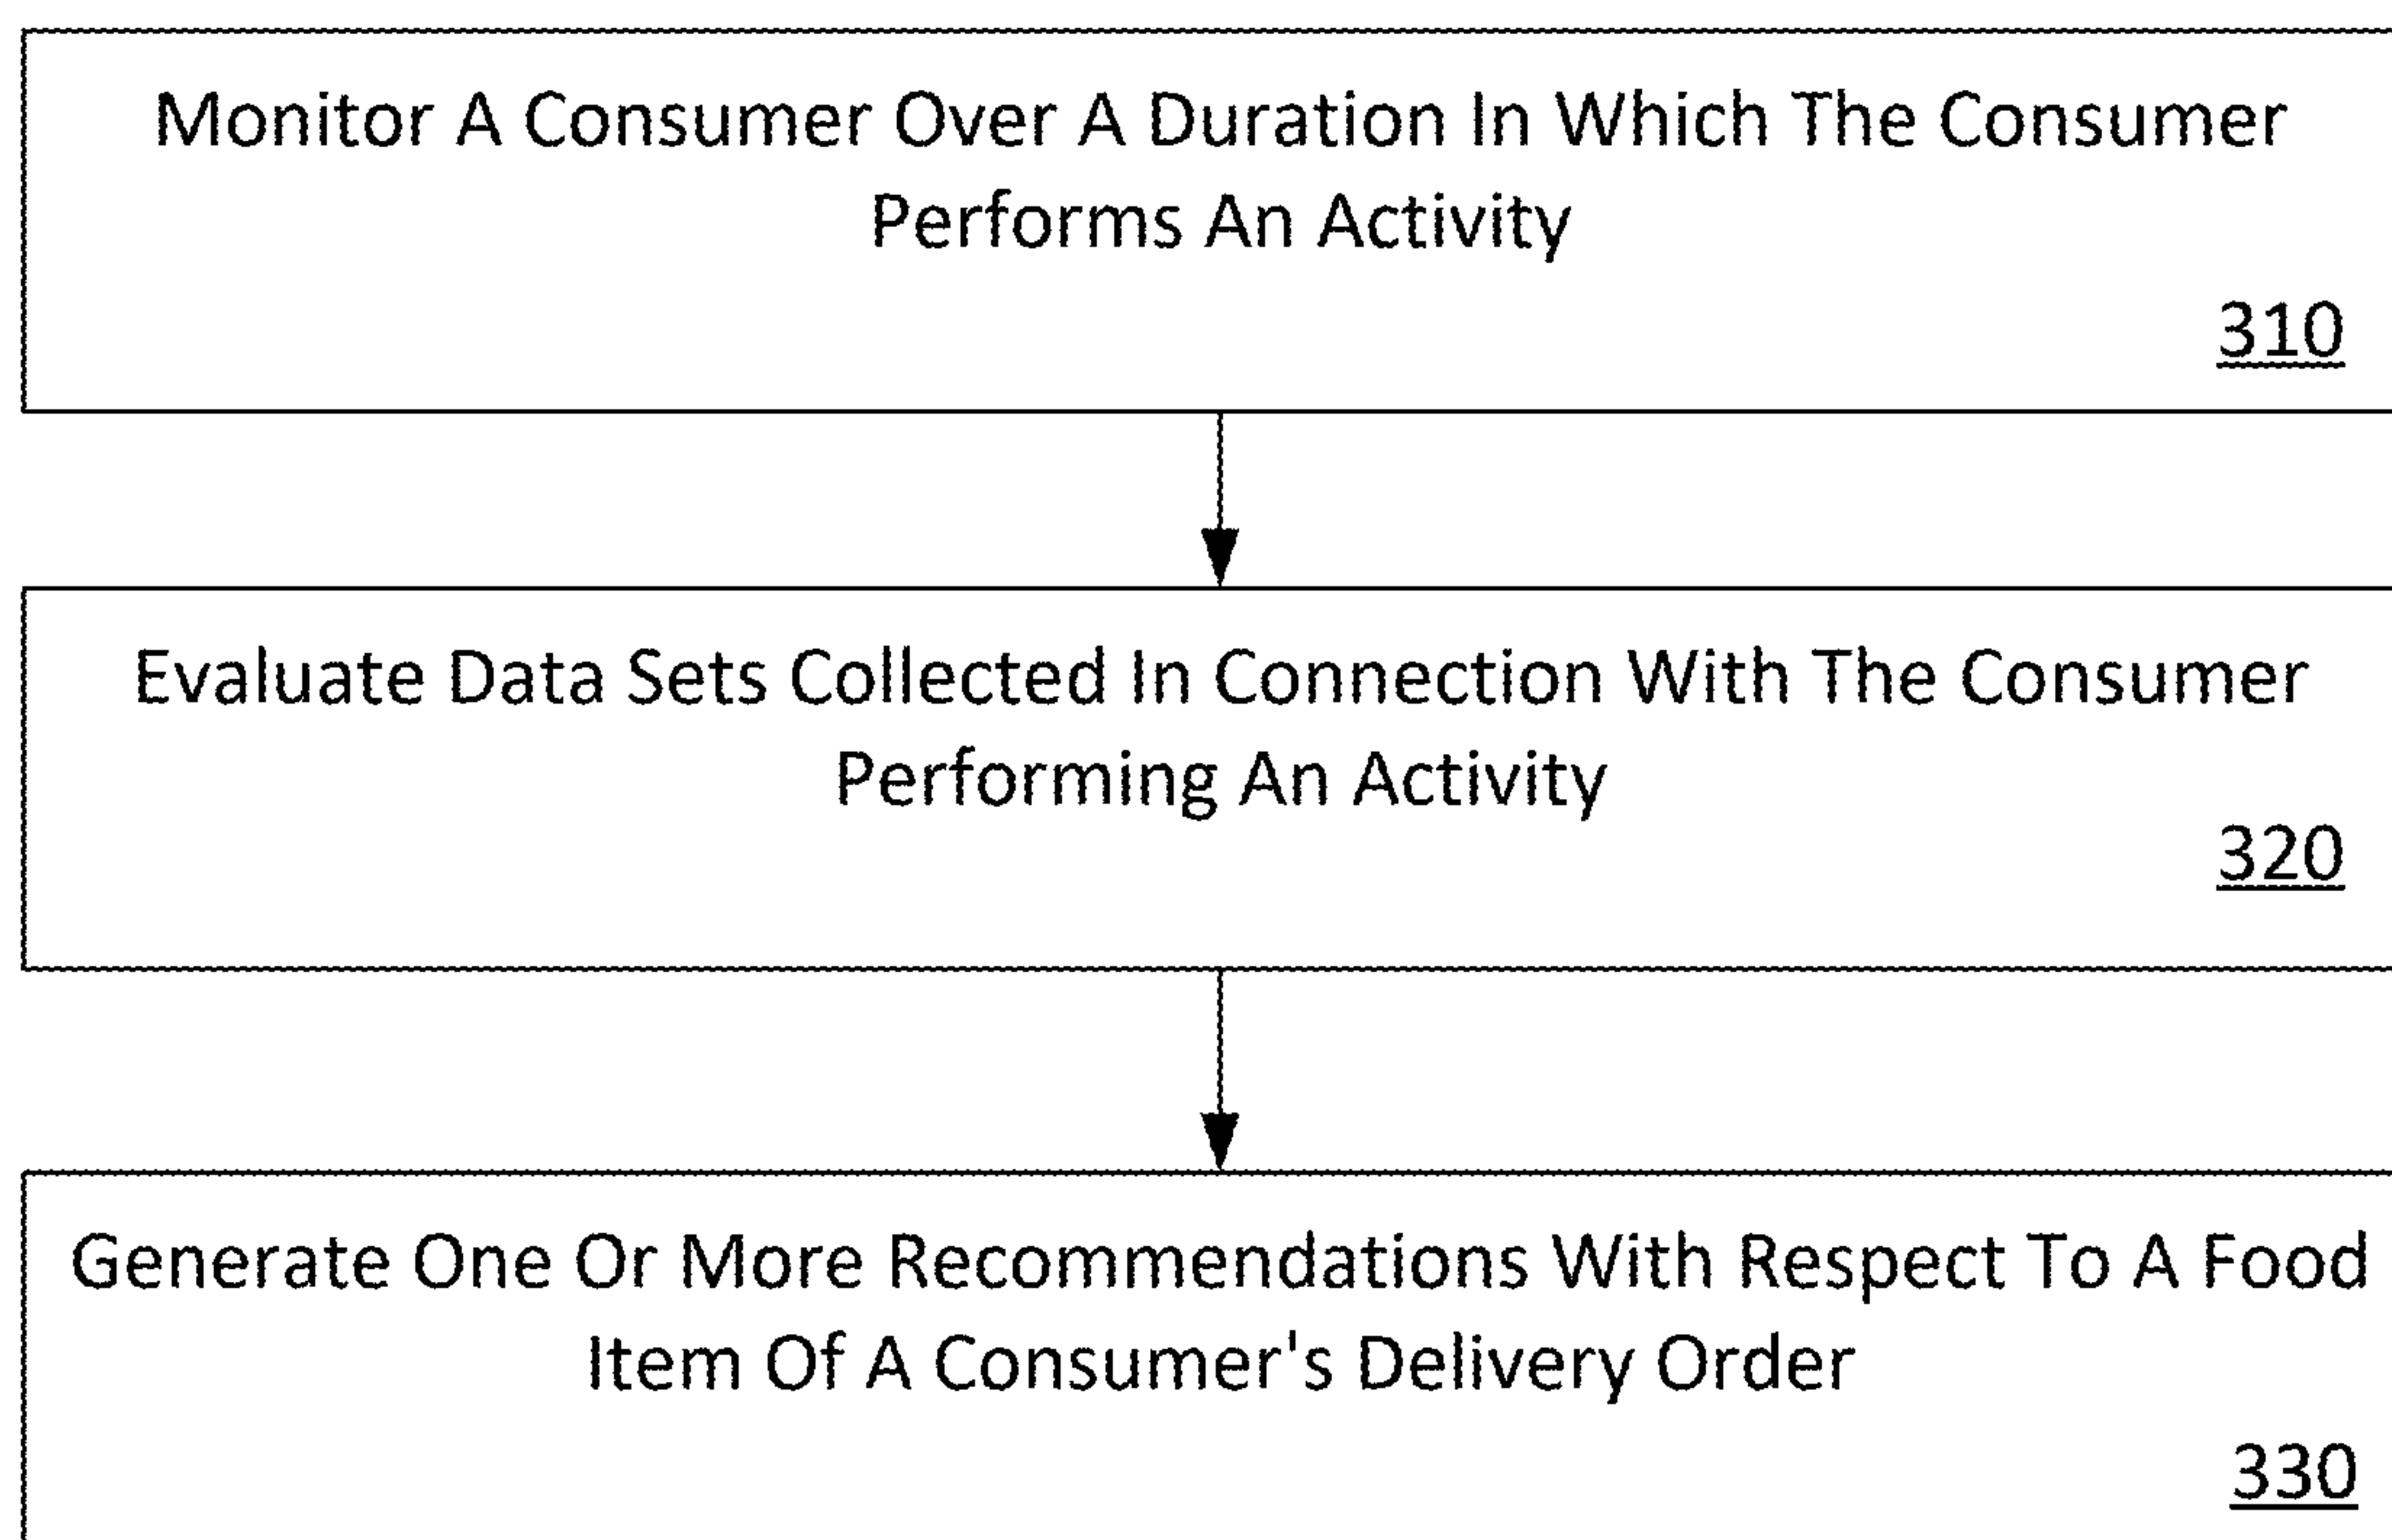 Monitor A Consumer Over A Duration In Which The Consumer
Performs An Activity
310
Evaluate Data Sets Collected In Connection With The Consumer
Performing An Activity
320
Generate One Or More Recommendations With Respect To A Food
Item Of A Consumer's Delivery Order
330